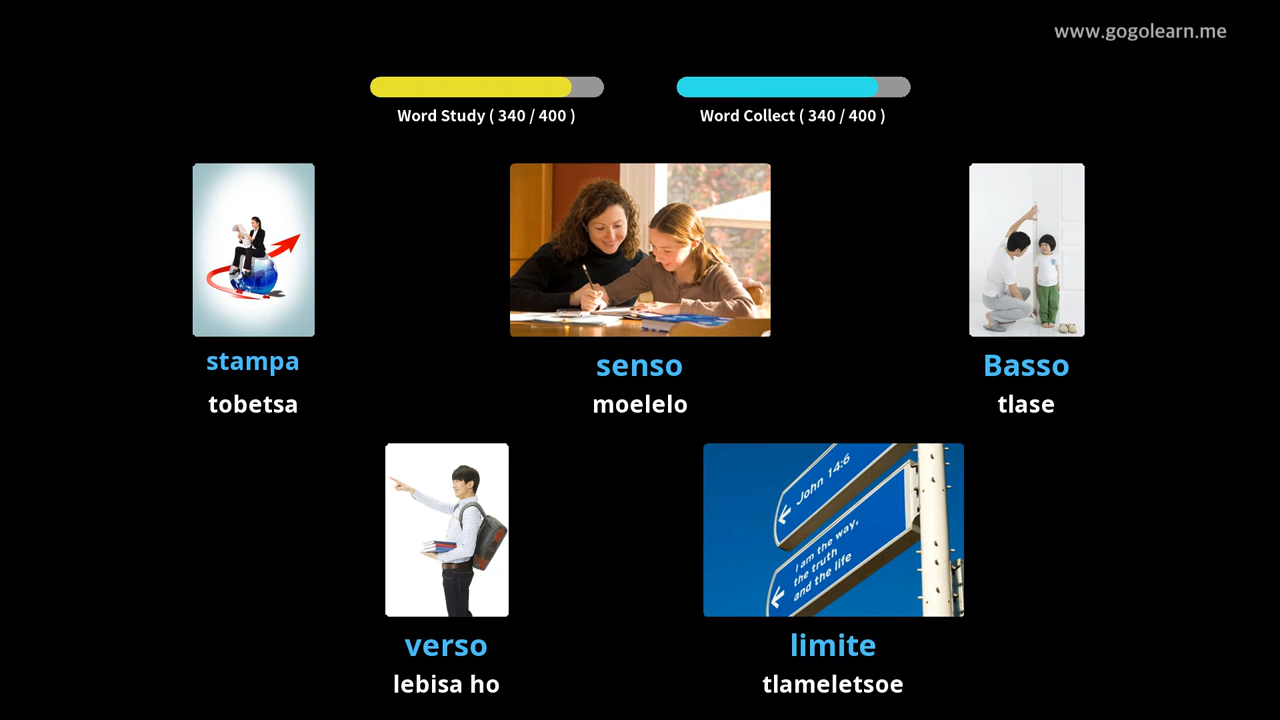 www.gogolearn.me
Word Study ( 340 / 400 )
Word Collect ( 340 / 400 )
stampa
tobetsa
senso
moelelo
Basso
tlase
John 14:6
I am the way,
the truth
and the life
verso
lebisa ho
limite
tlameletsoe